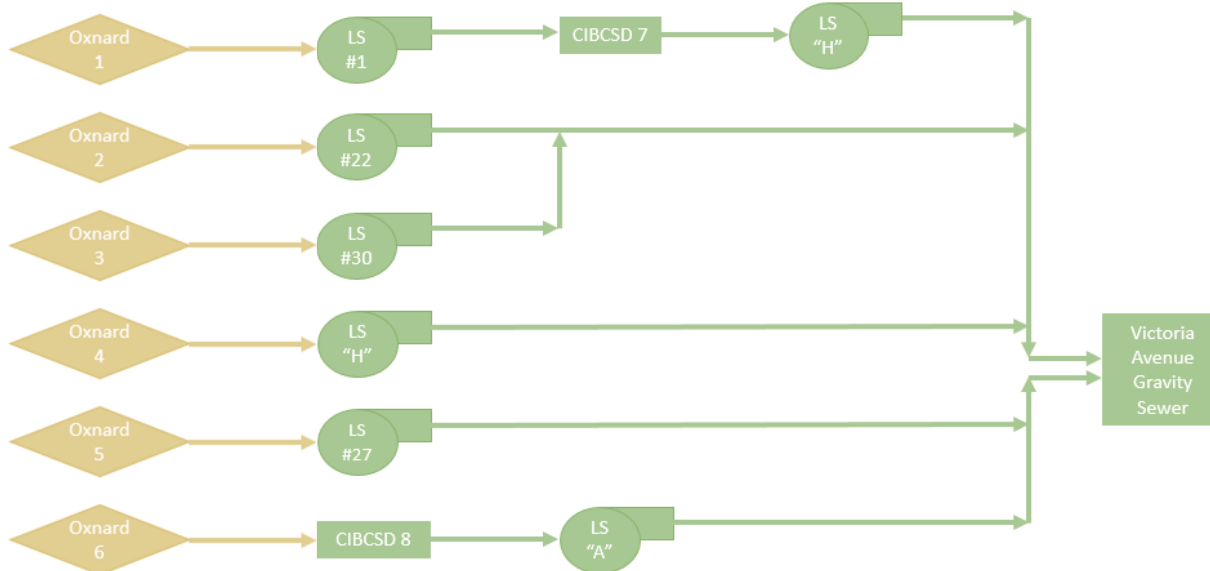 Oxnard
1
LS
#1
CIBCSD 7
LS
“H”
Oxnard
2
LS
#22
Oxnard
3
LS
#30
Oxnard
4
LS
“H”
Victoria
Avenue
Gravity
Sewer
Oxnard
5
LS
#27
Oxnard
6
CIBCSD 8
LS
“A”